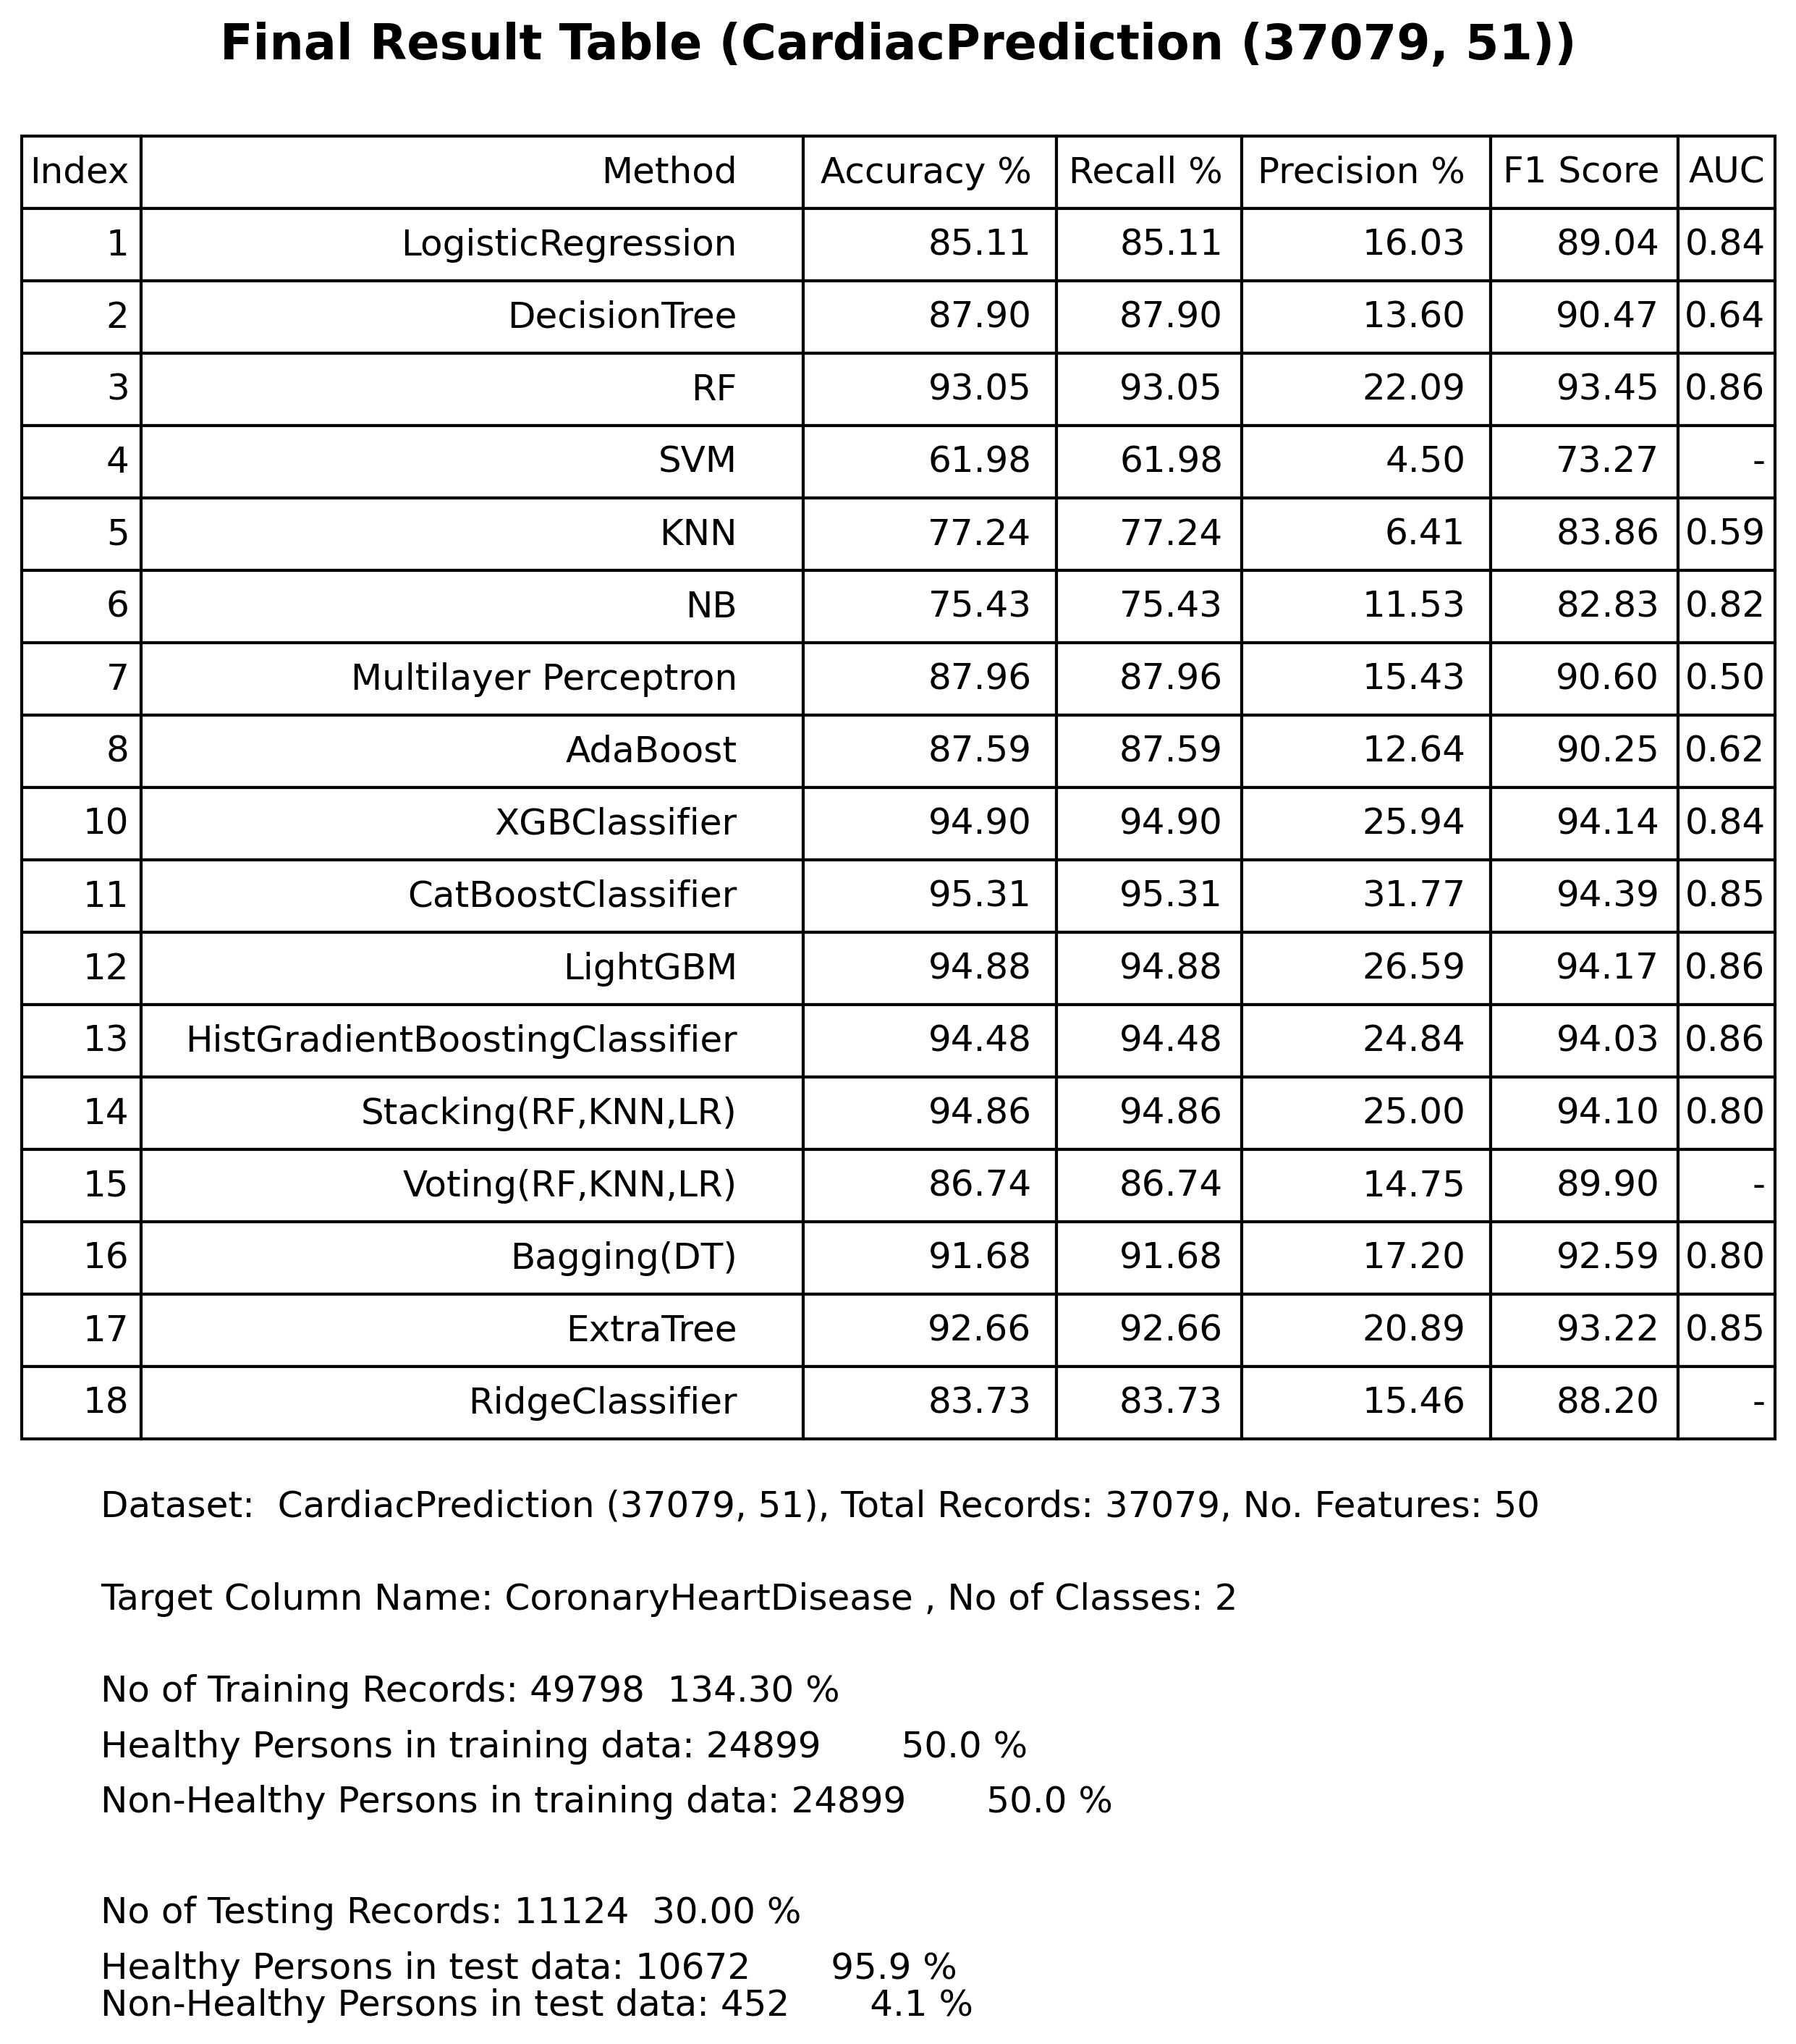 Final Result Table (CardiacPrediction (37079, 51))
Index Method Accuracy % Recall % Precision % F1 Score AUC
1 LogisticRegression 85.11 85.11 16.03 89.04 0.84
2 DecisionTree 87.90 87.90 13.60 90.47 0.64
3 RF 93.05 93.05 22.09 93.45 0.86
4 SVM 61.98 61.98 4.50 73.27 -
5 KNN 77.24 77.24 6.41 83.86 0.59
6 NB 75.43 75.43 11.53 82.83 0.82
7 Multilayer Perceptron 87.96 87.96 15.43 90.60 0.50
8 AdaBoost 87.59 87.59 12.64 90.25 0.62
10 XGBClassifier 94.90 94.90 25.94 94.14 0.84
11 CatBoostClassifier 95.31 95.31 31.77 94.39 0.85
12 LightGBM 94.88 94.88 26.59 94.17 0.86
13 HistGradientBoostingClassifier 94.48 94.48 24.84 94.03 0.86
14 Stacking(RF,KNN,LR) 94.86 94.86 25.00 94.10 0.80
15 Voting(RF,KNN,LR) 86.74 86.74 14.75 89.90 -
16 Bagging(DT) 91.68 91.68 17.20 92.59 0.80
17 ExtraTree 92.66 92.66 20.89 93.22 0.85
18 RidgeClassifier 83.73 83.73 15.46 88.20 -
Dataset:  CardiacPrediction (37079, 51), Total Records: 37079, No. Features: 50
Target Column Name: CoronaryHeartDisease , No of Classes: 2
No of Training Records: 49798  134.30 %
Healthy Persons in training data: 24899       50.0 %
Non-Healthy Persons in training data: 24899       50.0 %
No of Testing Records: 11124  30.00 %
Healthy Persons in test data: 10672       95.9 %
Non-Healthy Persons in test data: 452       4.1 %